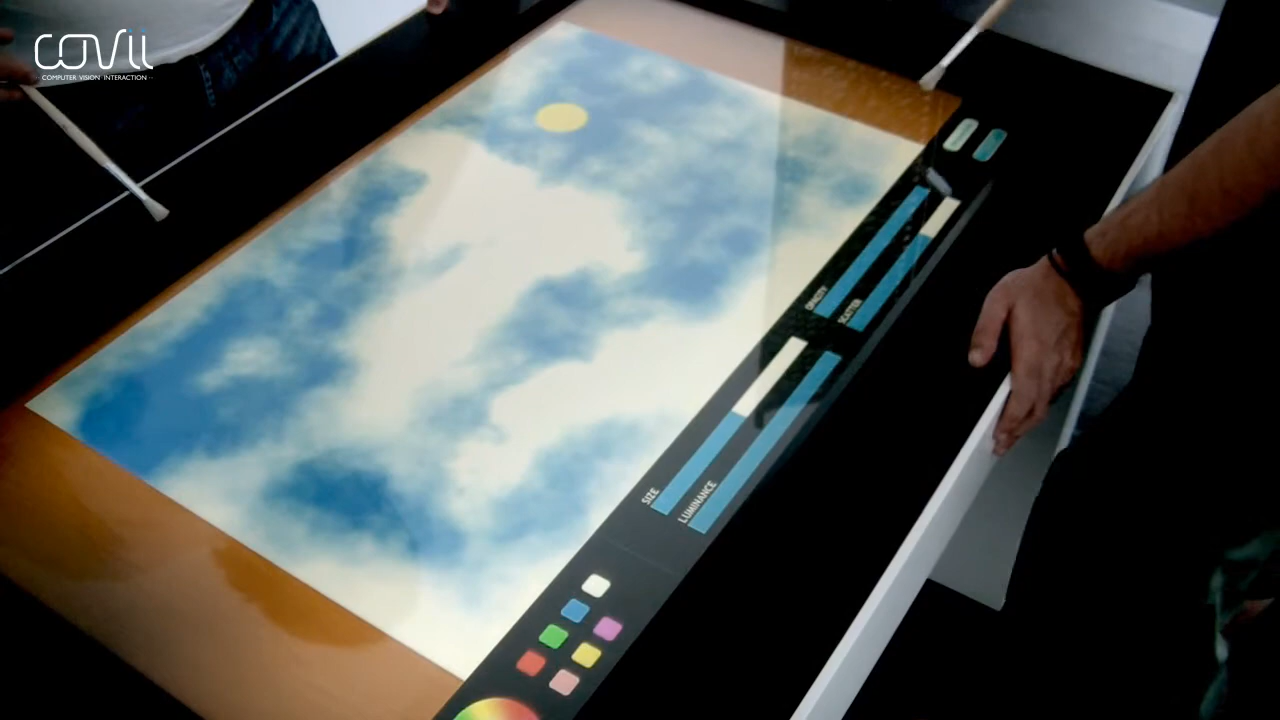 COVII
COMPUTER VISION INTERACTION
OPACITY
SCATTER
SIZE
LUMINANCE